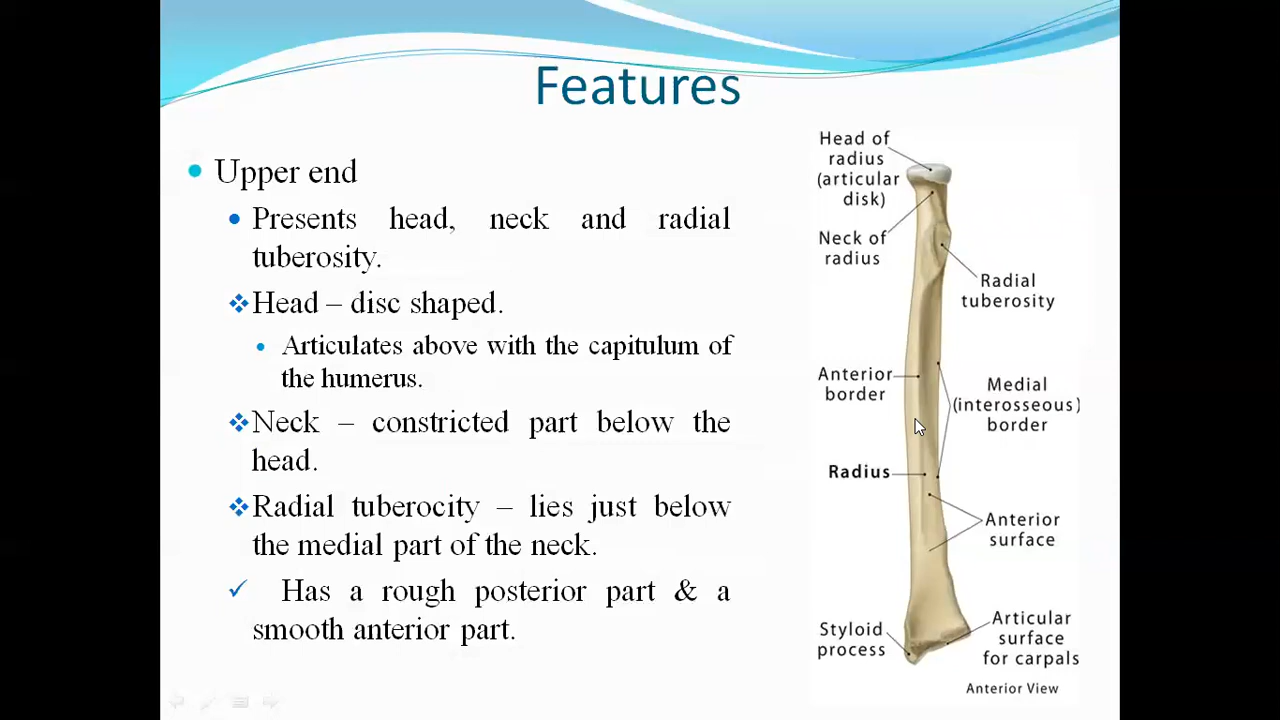 Features
Upper end
Presents head, neck and radial
tuberosity.
Head – disc shaped.
Articulates above with the capitulum of
the humerus.
Neck – constricted part below the
head.
Radial tuberocity – lies just below
the medial part of the neck.
Has a rough posterior part & a
smooth anterior part.
Head of
radius
(articular
disk)
Neck of
radius
Radial
tuberosity
Anterior
border
Medial
(interosseous)
border
Radius
Anterior
surface
Styloid
process
Articular
surface
for carpals
Anterior View